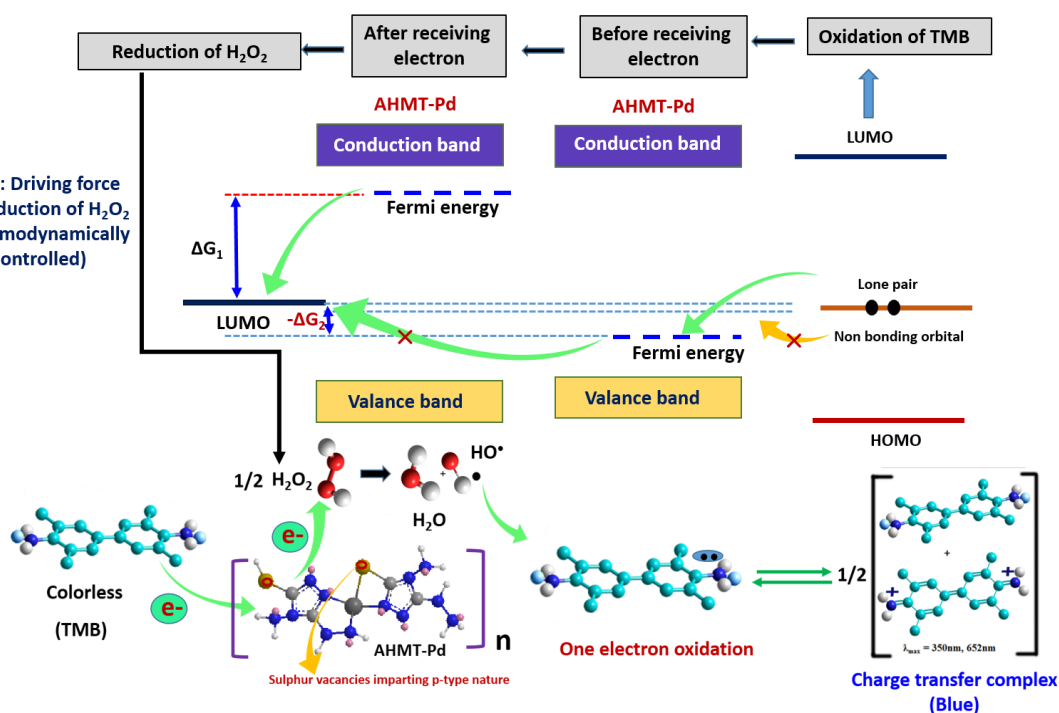 Reduction of H₂O₂
After receiving
electron
Before receiving
electron
Oxidation of TMB
AHMT-Pd
AHMT-Pd
Conduction band
Conduction band
LUMO
: Driving force
duction of H₂O₂
modynamically
ontrolled)
Fermi energy
ΔG₁
Lone pair
LUMO
-ΔG₂
Non bonding orbital
Fermi energy
Valance band
Valance band
HOMO
1/2 H₂O₂
+
HO•
H₂O
e-
Colorless
(TMB)
e-
AHMT-Pd
n
Sulphur vacancies imparting p-type nature
One electron oxidation
1/2
+
+
+
λmax = 350nm, 652nm
Charge transfer complex
(Blue)